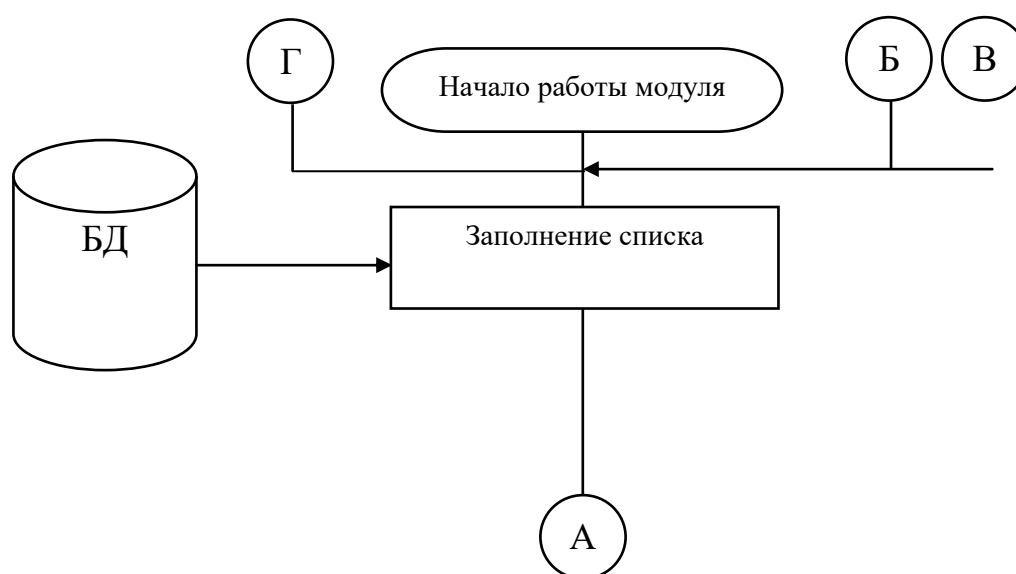 Г
Начало работы модуля
Б
В
БД
Заполнение списка
А